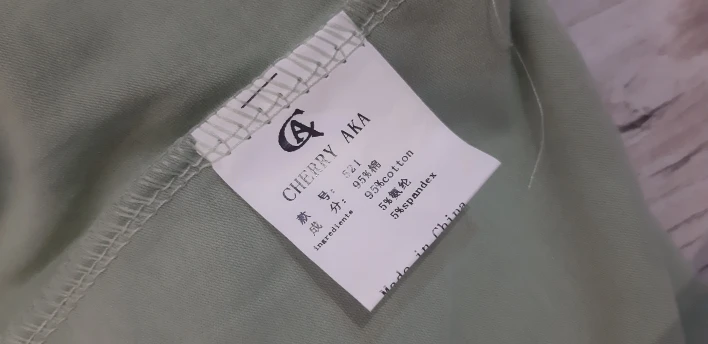 CA
CHERRY AKA
款 号: 521
成 分: 95%棉
ingrediente 95%cotton
5%氨纶
5%spandex
Made in China